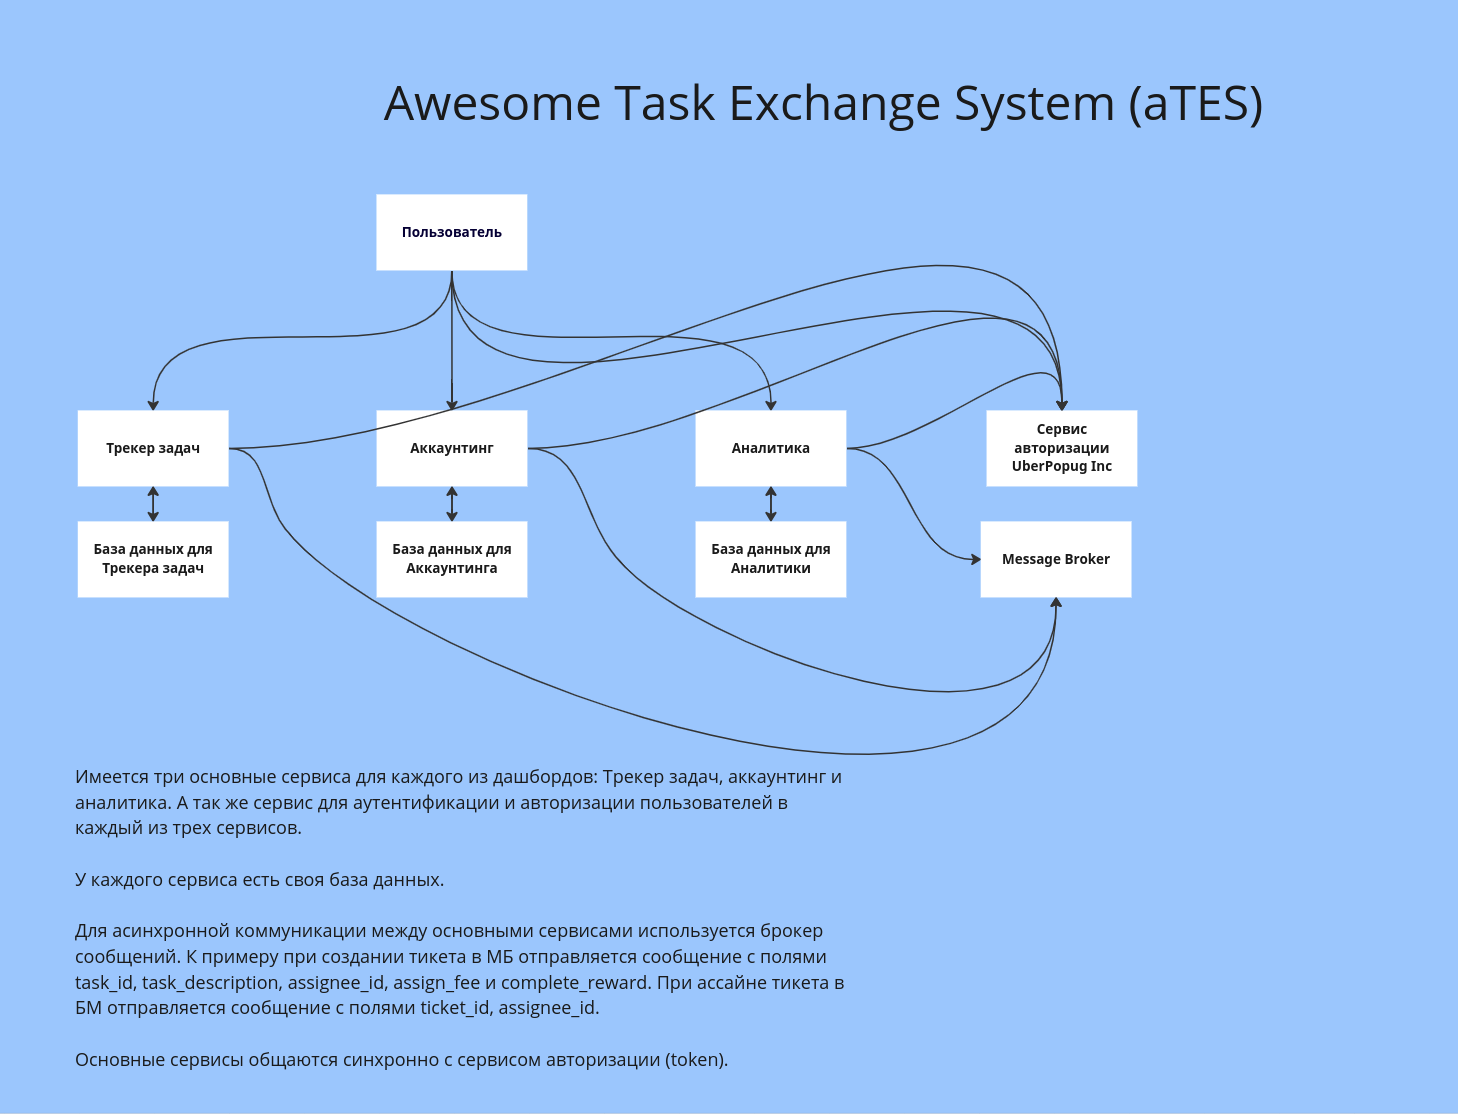 Awesome Task Exchange System (aTES)
Пользователь
Трекер задач
Аккаунтинг
Аналитика
Сервис
авторизации
UberPopug Inc
База данных для
Трекера задач
База данных для
Аккаунтинга
База данных для
Аналитики
Message Broker
Имеется три основные сервиса для каждого из дашбордов: Трекер задач, аккаунтинг и
аналитика. А так же сервис для аутентификации и авторизации пользователей в
каждый из трех сервисов.
У каждого сервиса есть своя база данных.
Для асинхронной коммуникации между основными сервисами используется брокер
сообщений. К примеру при создании тикета в МБ отправляется сообщение с полями
task_id, task_description, assignee_id, assign_fee и complete_reward. При ассайне тикета в
БМ отправляется сообщение с полями ticket_id, assignee_id.
Основные сервисы общаются синхронно с сервисом авторизации (token).